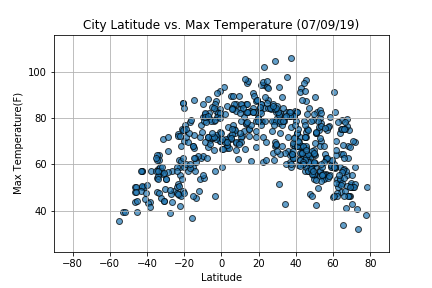 City Latitude vs. Max Temperature (07/09/19)
100
80
60
40
Max Temperature(F)
−80 −60 −40 −20 0 20 40 60 80
Latitude